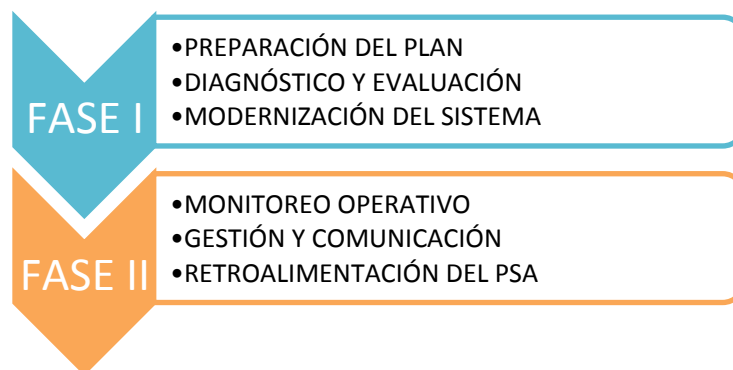 FASE I
•PREPARACIÓN DEL PLAN
•DIAGNÓSTICO Y EVALUACIÓN
•MODERNIZACIÓN DEL SISTEMA
FASE II
•MONITOREO OPERATIVO
•GESTIÓN Y COMUNICACIÓN
•RETROALIMENTACIÓN DEL PSA